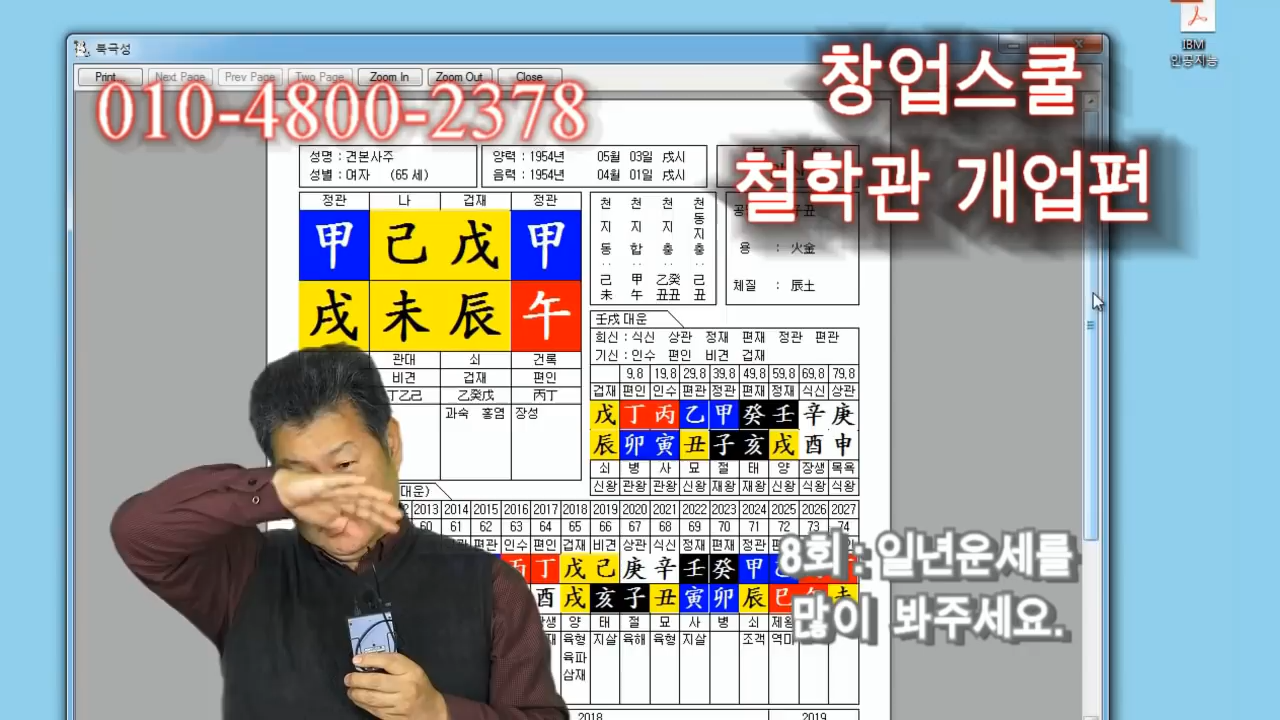 IBM
인공지능
북극성
Print...
Next Page
Prev Page
Two Page
Zoom In
Zoom Out
Close
010-4800-2378
창업스쿨
철학관 개업편
성명 : 견본사주
성별 : 여자 (65 세)
양력 : 1954년 05월 03일 戌시
음력 : 1954년 04월 01일 戌시
정관 나 겁재 정관
甲 己 戊 甲
戌 未 辰 午
관대 쇠 건록
비견 겁재 편인
丁乙己 乙癸戊 丙丁
과숙 홍염 장성
천지동 : 己未
천지합 : 甲午
천지충 : 乙丑 癸丑
천동지충 : 己丑
용 : 火金
체질 : 辰土
壬戌 대운
희신 : 식신 상관 정재 편재 정관 편관
기신 : 인수 편인 비견 겁재
9.8 19.8 29.8 39.8 49.8 59.8 69.8 79.8
겁재 편인 인수 편관 정관 편재 정재 식신 상관
戊 丁 丙 乙 甲 癸 壬 辛 庚
辰 卯 寅 丑 子 亥 戌 酉 申
쇠 병 사 묘 절 태 양 장생 목욕
신왕 관왕 관왕 신왕 재왕 재왕 신왕 식왕 식왕
대운)
2013 2014 2015 2016 2017 2018 2019 2020 2021 2022 2023 2024 2025 2026 2027
60 61 62 63 64 65 66 67 68 69 70 71 72 73 74
편관 인수 편인 겁재 비견 상관 식신 정재 편재 정관
丙 丁 戊 己 庚 辛 壬 癸 甲
酉 戌 亥 子 丑 寅 卯 辰 巳
양 태 절 묘 사 병 쇠 제왕
육형 지살 육해 육형 지살 조객 역마
육파
삼재
8회 : 일년운세를
많이 봐주세요.
2018 2019